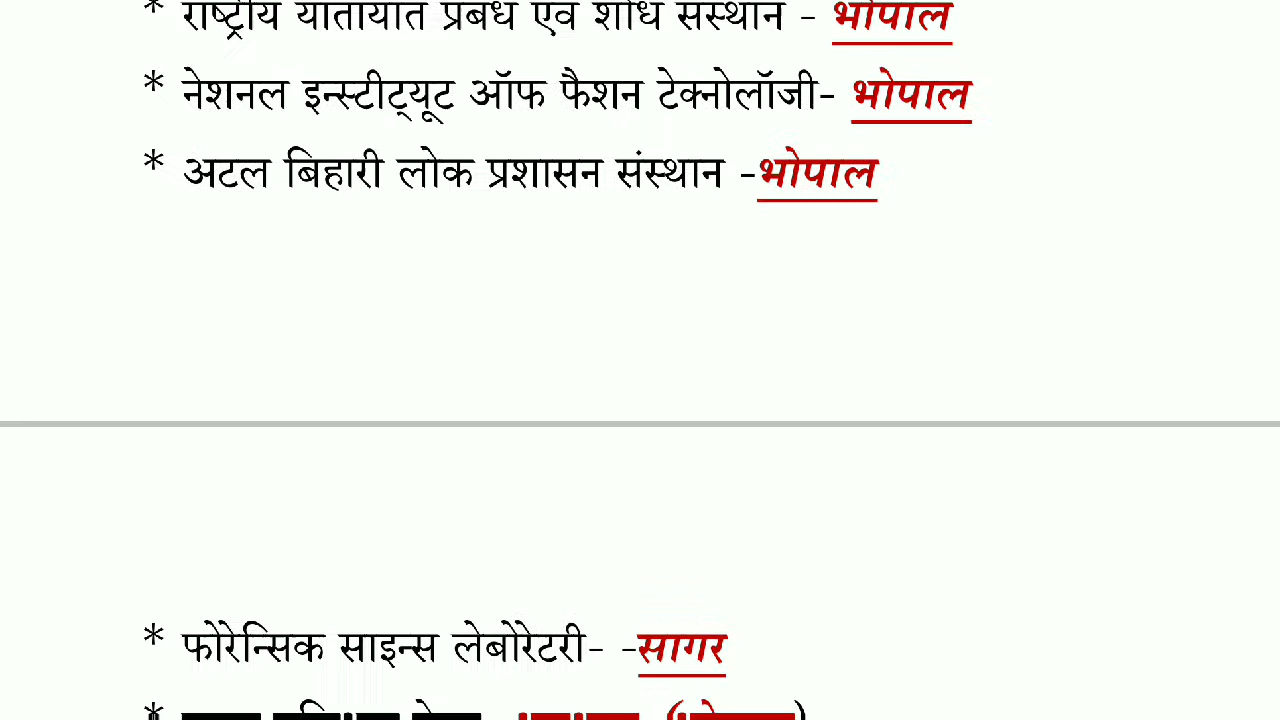 * राष्ट्रीय यातायात प्रबंध एवं शोध संस्थान - भोपाल
* नेशनल इन्स्टीट्यूट ऑफ फैशन टेक्नोलॉजी- भोपाल
* अटल बिहारी लोक प्रशासन संस्थान -भोपाल
* फोरेन्सिक साइन्स लेबोरेटरी- -सागर